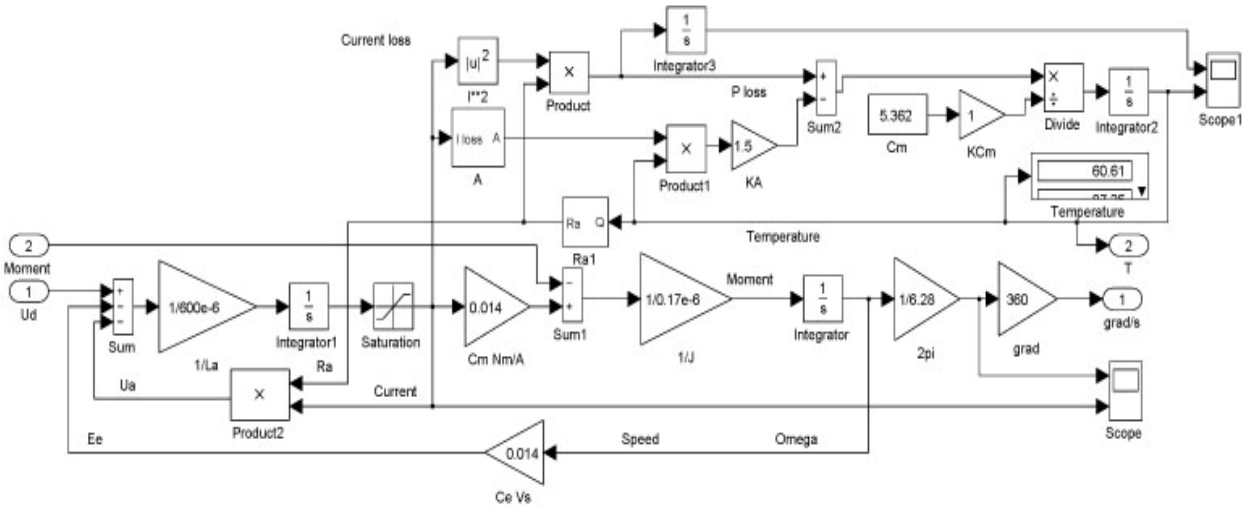 Current loss
|u|²
I**2
×
Product
1
s
Integrator3
P loss
+
−
Sum2
5.362
Cm
1
KCm
×
÷
Divide
1
s
Integrator2
Scope1
I loss A
A
×
Product1
1.5
KA
60.61
Temperature
Ra Q
Ra1
Temperature
2
T
2
Moment
1
Ud
+
−
−
Sum
1/600e-6
1/La
1
s
Integrator1
Saturation
0.014
Cm Nm/A
−
+
Sum1
1/0.17e-6
1/J
Moment
1
s
Integrator
1/6.28
2pi
360
grad
1
grad/s
Ra
Ua
×
Product2
Current
Scope
Ee
0.014
Ce Vs
Speed
Omega